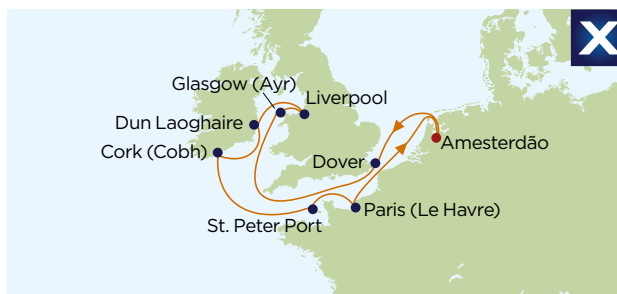 X
Glasgow (Ayr)
Liverpool
Dun Laoghaire
Cork (Cobh)
Dover
Amesterdão
St. Peter Port
Paris (Le Havre)